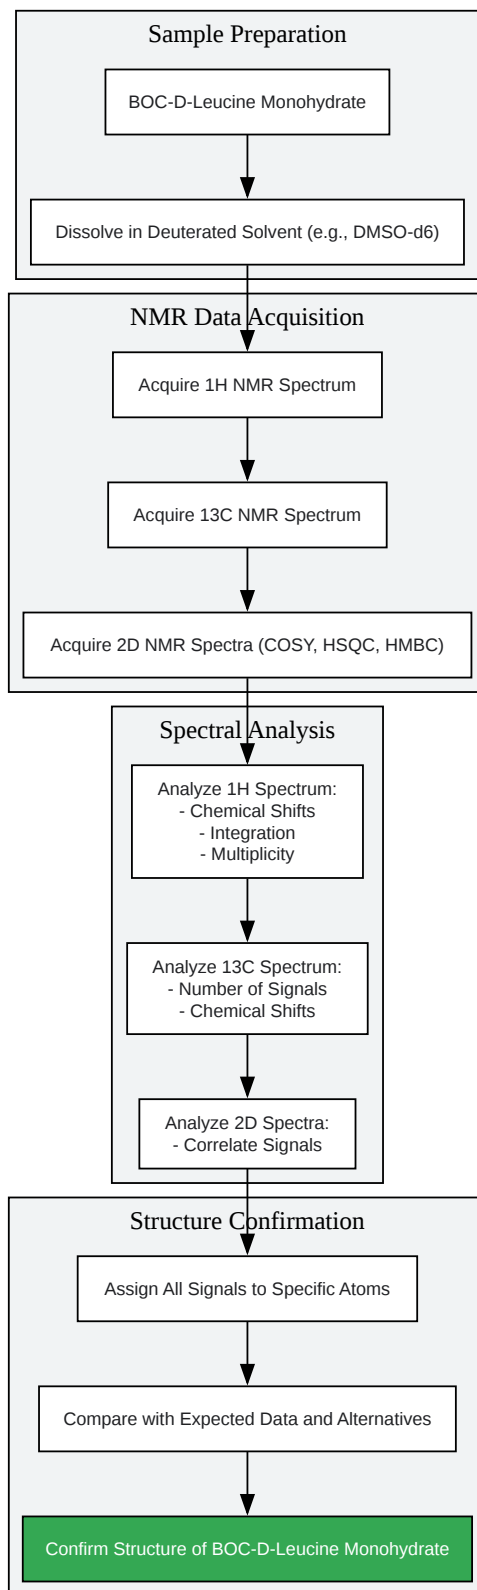 Sample Preparation
BOC-D-Leucine Monohydrate
Dissolve in Deuterated Solvent (e.g., DMSO-d6)
NMR Data Acquisition
Acquire 1H NMR Spectrum
Acquire 13C NMR Spectrum
Acquire 2D NMR Spectra (COSY, HSQC, HMBC)
Spectral Analysis
Analyze 1H Spectrum:
- Chemical Shifts
- Integration
- Multiplicity
Analyze 13C Spectrum:
- Number of Signals
- Chemical Shifts
Analyze 2D Spectra:
- Correlate Signals
Structure Confirmation
Assign All Signals to Specific Atoms
Compare with Expected Data and Alternatives
Confirm Structure of BOC-D-Leucine Monohydrate